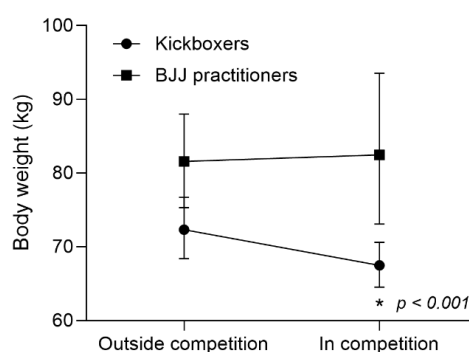 100
Kickboxers
BJJ practitioners
90
80
70
60
Body weight (kg)
* p < 0.001
Outside competition
In competition